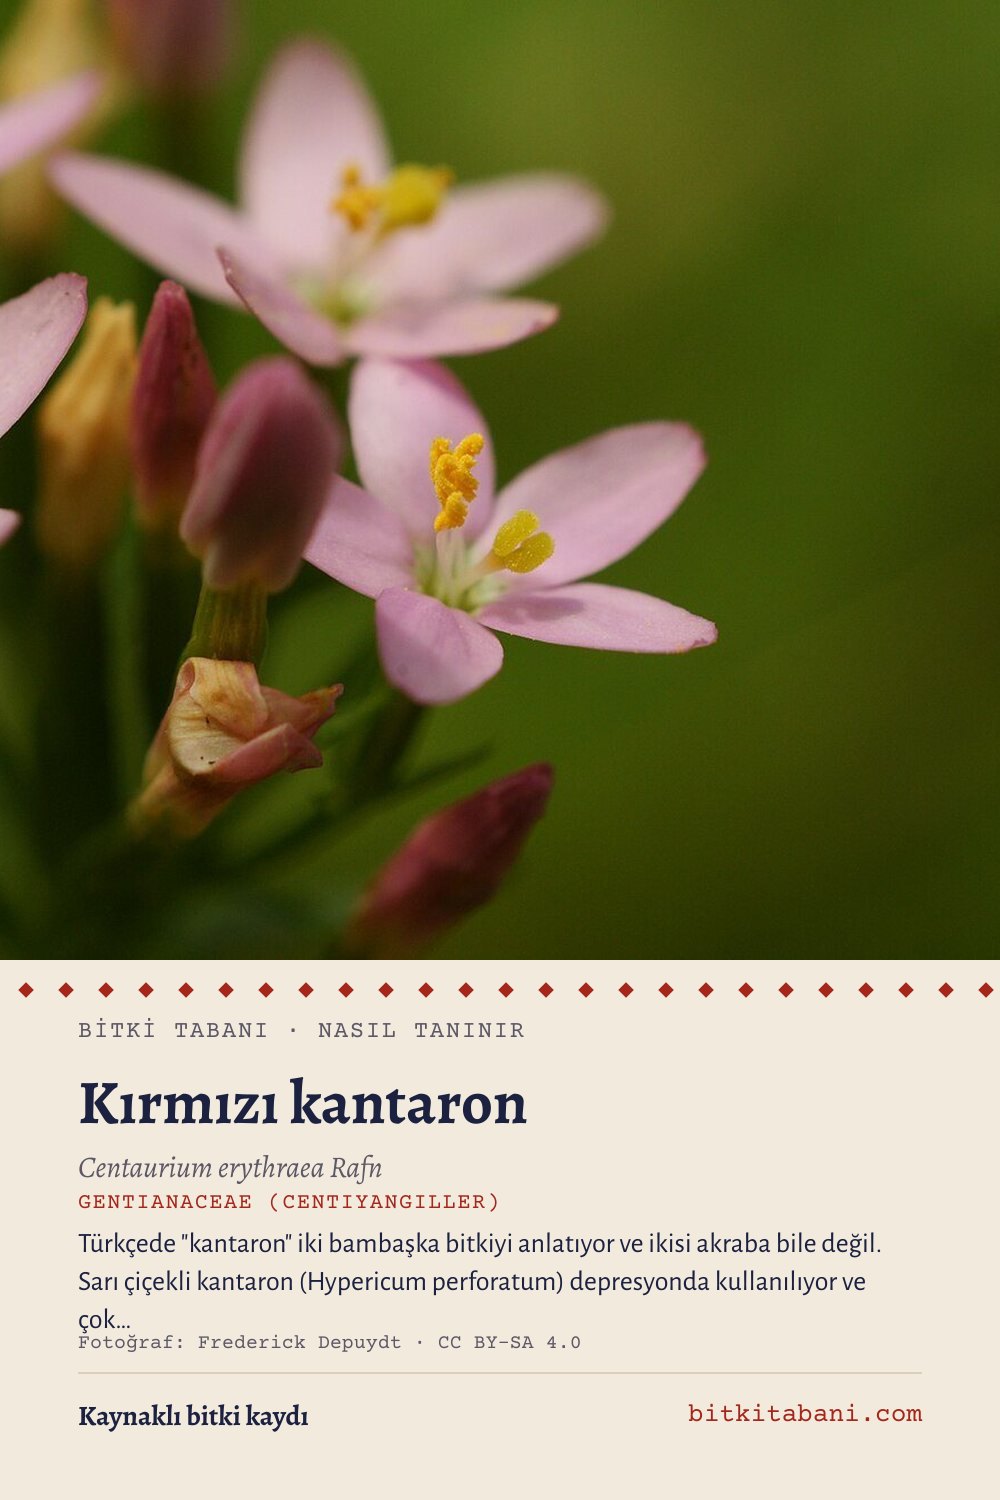 BİTKİ TABANI · NASIL TANINIR
Kırmızı kantaron
Centaurium erythraea Rafn
GENTIANACEAE (CENTIYANGILLER)
Türkçede "kantaron" iki bambaşka bitkiyi anlatıyor ve ikisi akraba bile değil.
Sarı çiçekli kantaron (Hypericum perforatum) depresyonda kullanılıyor ve
çok…
Fotoğraf: Frederick Depuydt · CC BY-SA 4.0
Kaynaklı bitki kaydı
bitkitabani.com